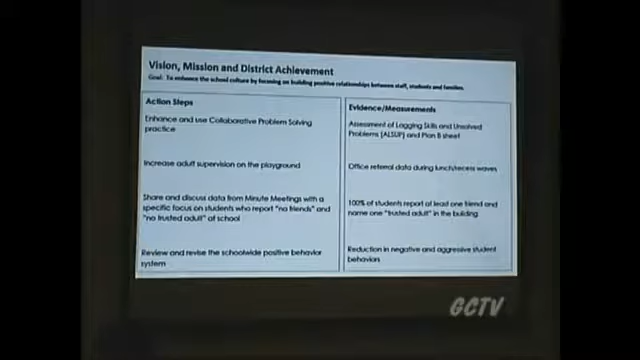 Vision, Mission and District Achievement
Goal: To enhance the school culture by focusing on building positive relationships between staff, students and families.
Action Steps
Enhance and use Collaborative Problem Solving
practice
Increase adult supervision on the playground
Share and discuss data from Minute Meetings with a
specific focus on students who report "no friends" and
"no trusted adult" at school
Review and revise the schoolwide positive behavior
system
Evidence/Measurements
Assessment of Lagging Skills and Unsolved
Problems (ALSUP) and Plan B sheet
Office referral data during lunch/recess waves
100% of students report at least one friend and
name one "trusted adult" in the building
Reduction in negative and aggressive student
behaviors
GCTV